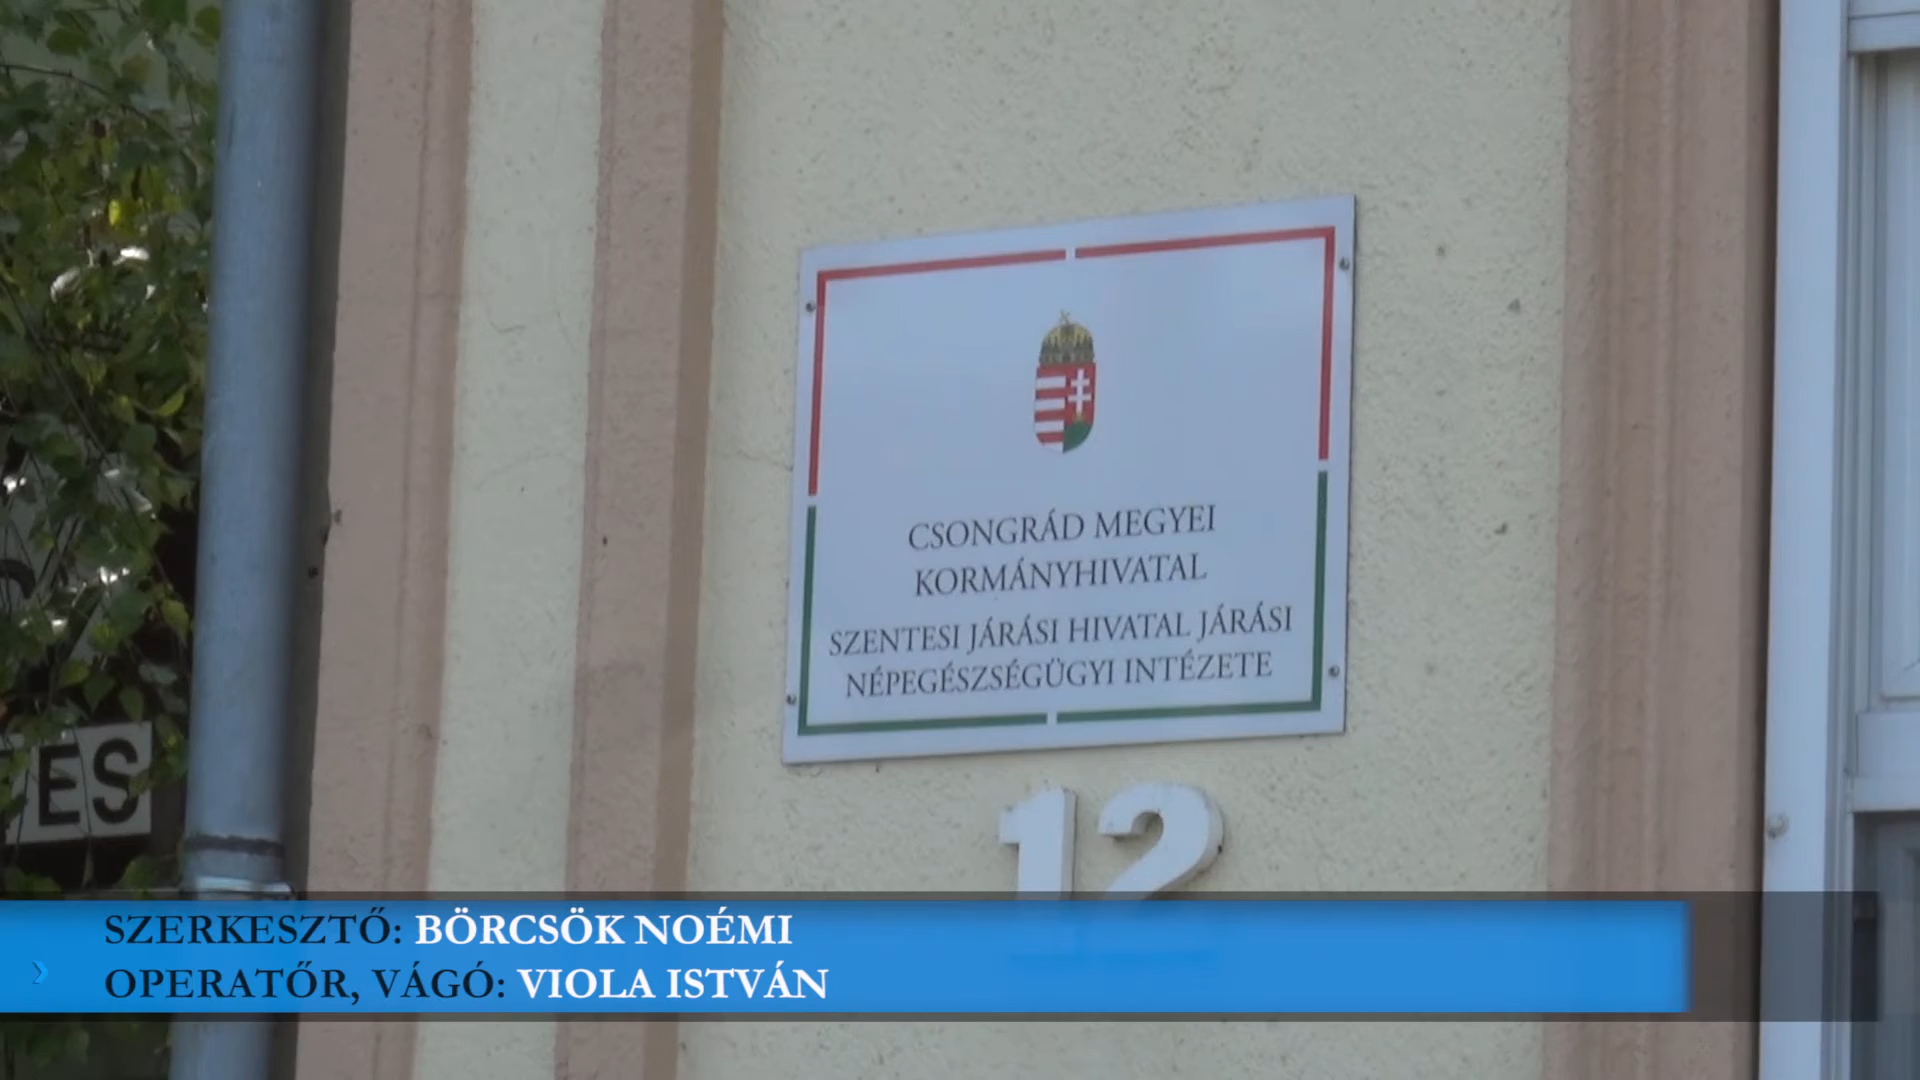 CSONGRÁD MEGYEI
KORMÁNYHIVATAL
SZENTESI JÁRÁSI HIVATAL JÁRÁSI
NÉPEGÉSZSÉGÜGYI INTÉZETE
12
SZERKESZTŐ: BÖRCSÖK NOÉMI
OPERATŐR, VÁGÓ: VIOLA ISTVÁN